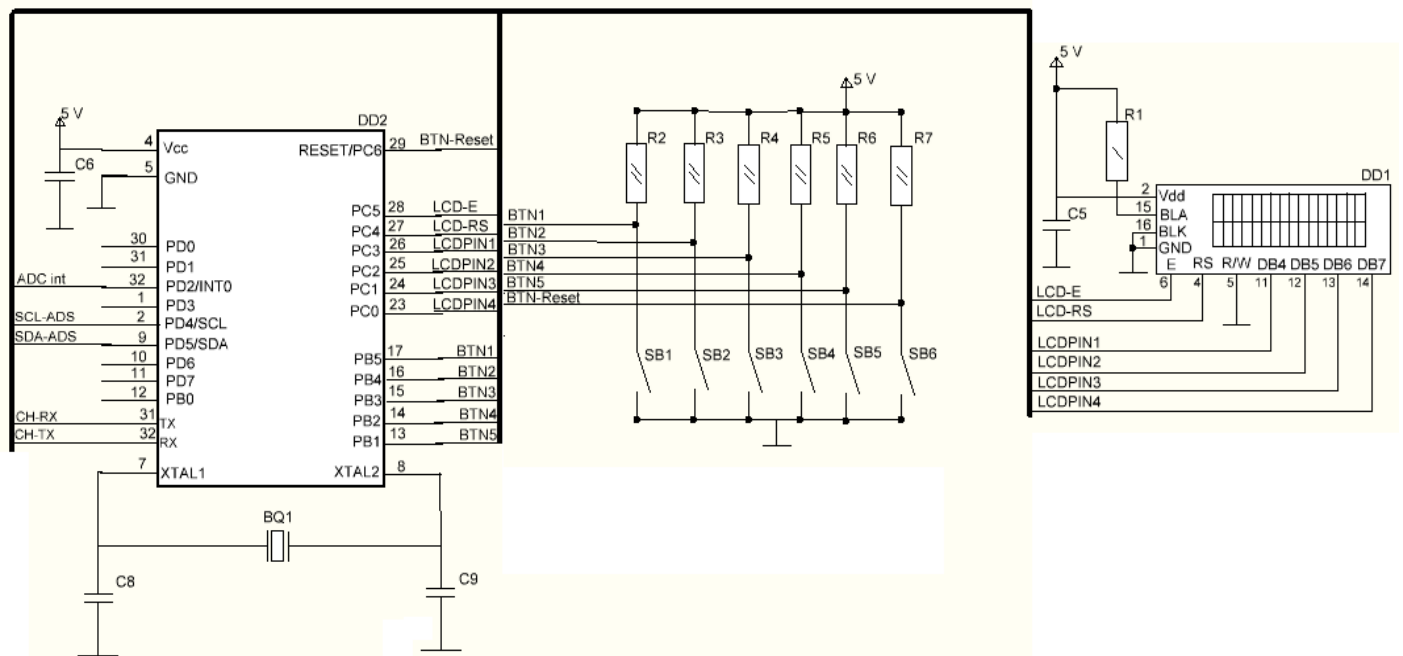 5 V
C6
DD2
4 Vcc
5 GND
30 PD0
31 PD1
ADC int 32 PD2/INT0
1 PD3
SCL-ADS 2 PD4/SCL
SDA-ADS 9 PD5/SDA
10 PD6
11 PD7
12 PB0
CH-RX 31 TX
CH-TX 32 RX
7 XTAL1
RESET/PC6 29 BTN-Reset
PC5 28 LCD-E
PC4 27 LCD-RS
PC3 26 LCDPIN1
PC2 25 LCDPIN2
PC1 24 LCDPIN3
PC0 23 LCDPIN4
PB5 17 BTN1
PB4 16 BTN2
PB3 15 BTN3
PB2 14 BTN4
PB1 13 BTN5
XTAL2 8
BQ1
C8
C9
5 V
R2 R3 R4 R5 R6 R7
BTN1
BTN2
BTN3
BTN4
BTN5
BTN-Reset
SB1 SB2 SB3 SB4 SB5 SB6
5 V
R1
C5
DD1
2 Vdd
15 BLA
16 BLK
1 GND
E RS R/W DB4 DB5 DB6 DB7
6 4 5 11 12 13 14
LCD-E
LCD-RS
LCDPIN1
LCDPIN2
LCDPIN3
LCDPIN4